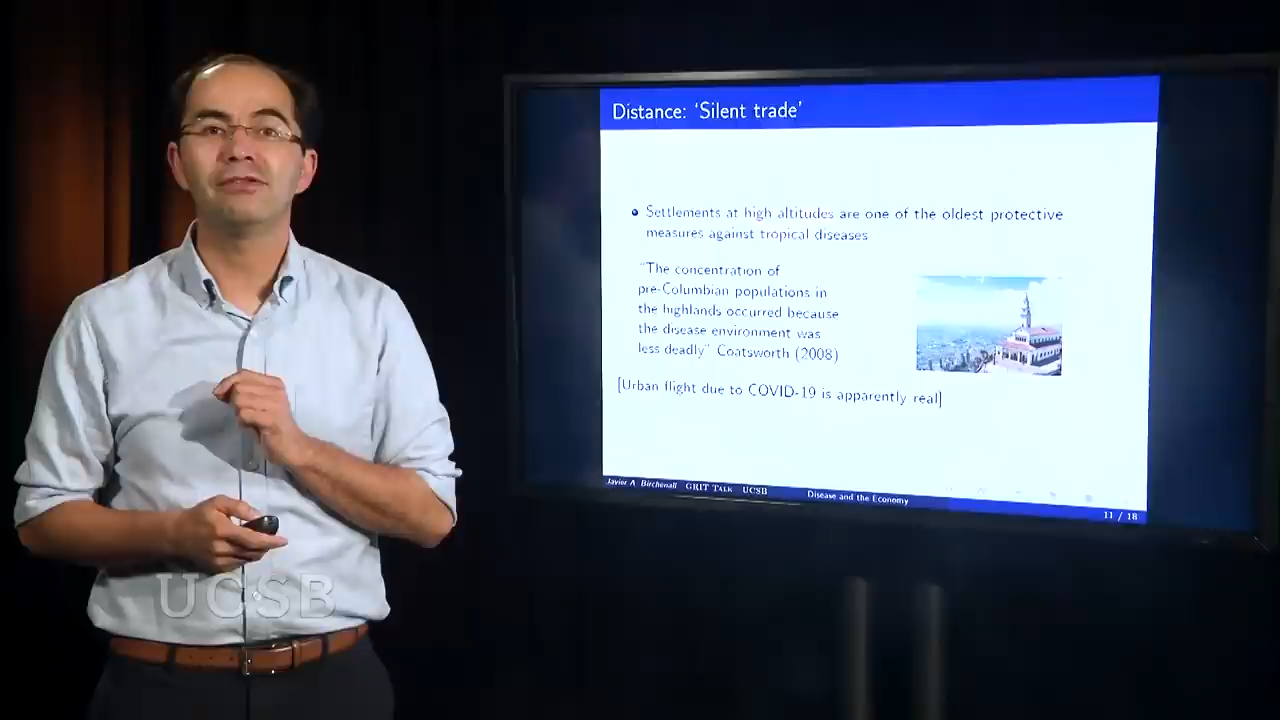 Distance: ‘Silent trade’
Settlements at high altitudes are one of the oldest protective
measures against tropical diseases
“The concentration of
pre-Columbian populations in
the highlands occurred because
the disease environment was
less deadly” Coatsworth (2008)
[Urban flight due to COVID-19 is apparently real]
Javier A. Birchenall GRIT Talk UCSB Disease and the Economy
11 / 18
UCSB